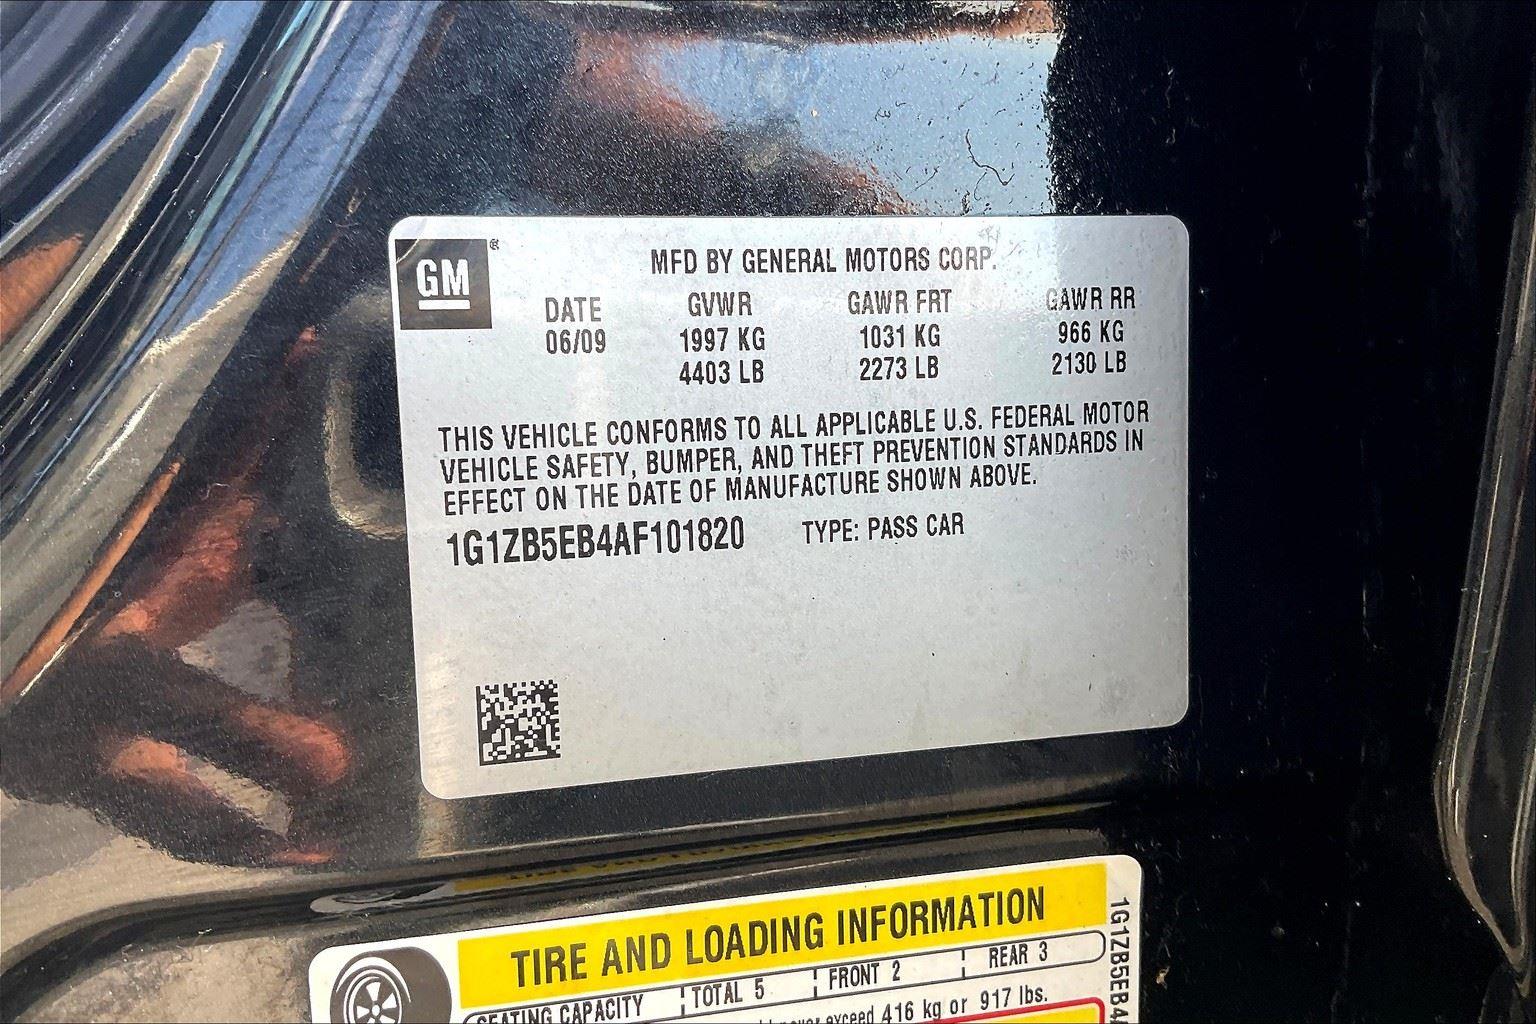 GM ®
MFD BY GENERAL MOTORS CORP.
DATE GVWR GAWR FRT GAWR RR
06/09 1997 KG 1031 KG 966 KG
4403 LB 2273 LB 2130 LB
THIS VEHICLE CONFORMS TO ALL APPLICABLE U.S. FEDERAL MOTOR
VEHICLE SAFETY, BUMPER, AND THEFT PREVENTION STANDARDS IN
EFFECT ON THE DATE OF MANUFACTURE SHOWN ABOVE.
1G1ZB5EB4AF101820 TYPE: PASS CAR
TIRE AND LOADING INFORMATION
SEATING CAPACITY TOTAL 5 FRONT 2 REAR 3
never exceed 416 kg or 917 lbs.
1G1ZB5EB4